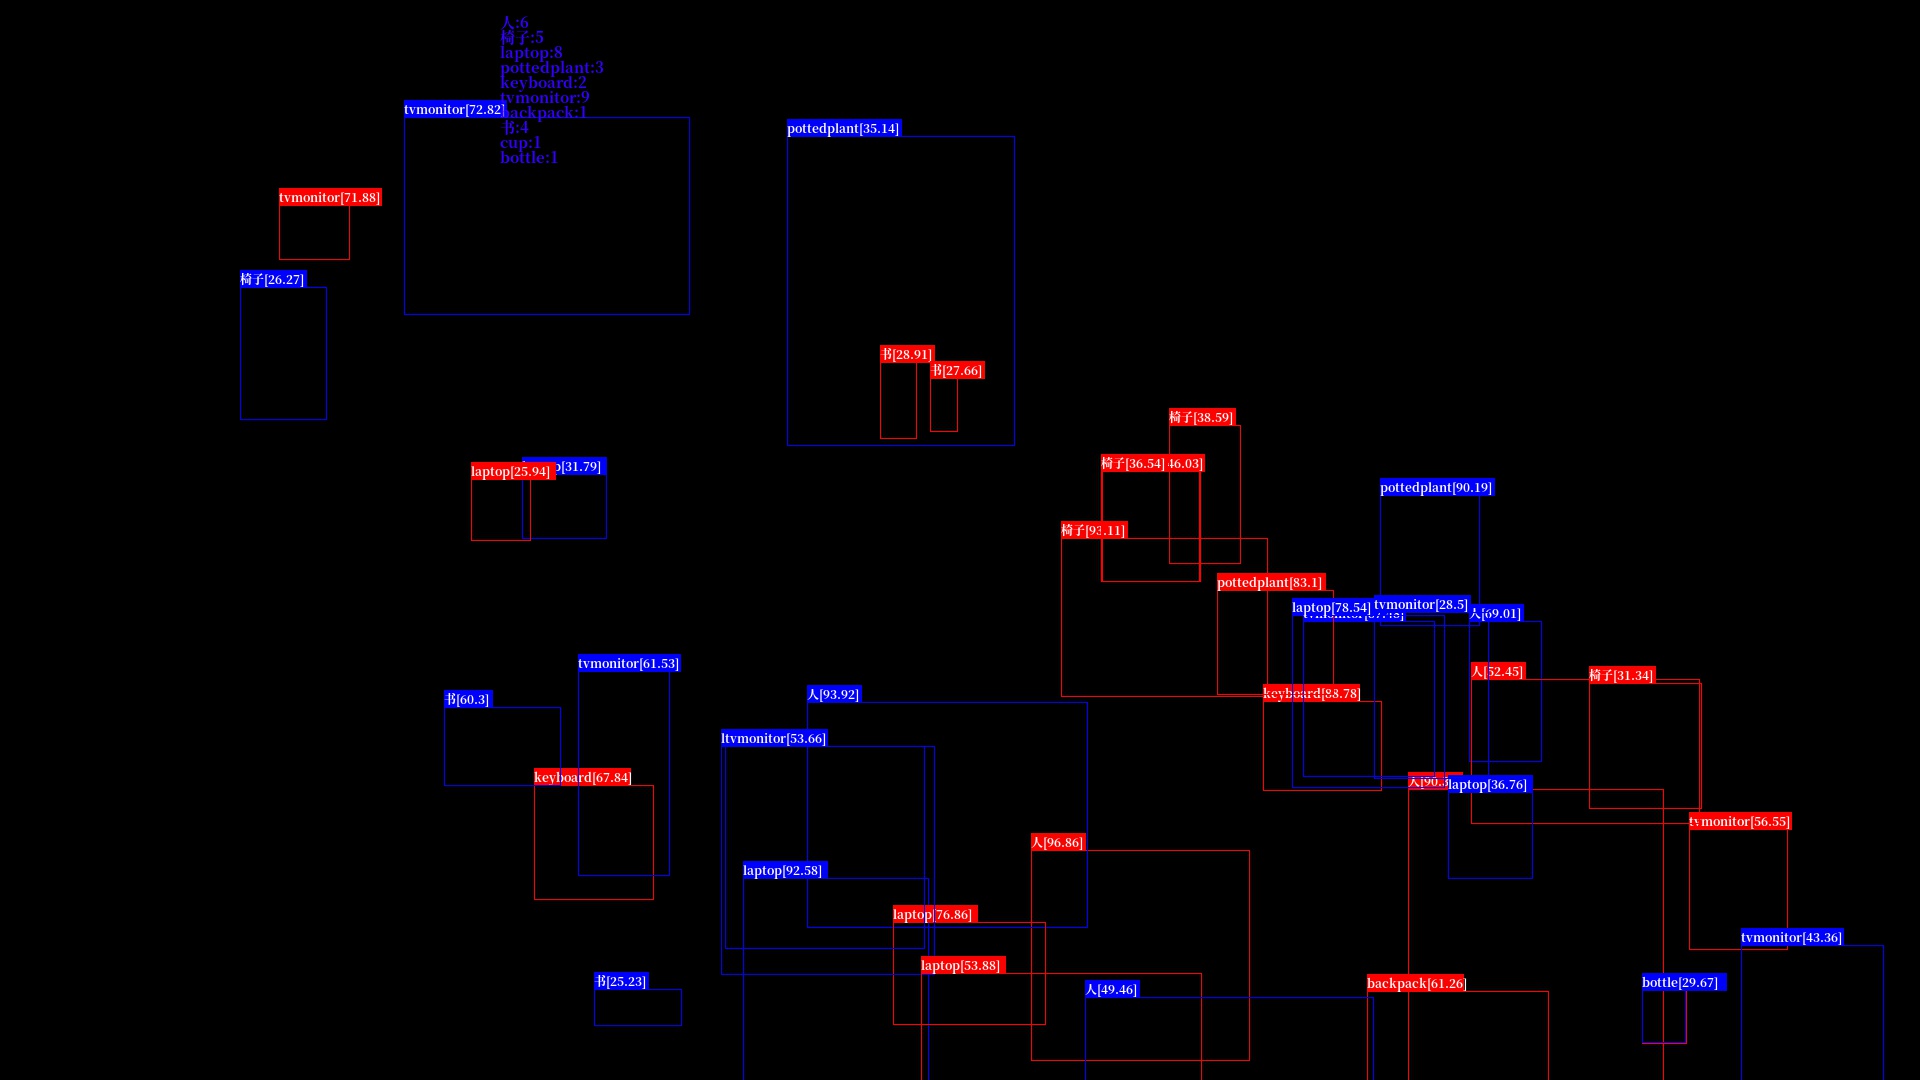 人:6
椅子:5
laptop:8
pottedplant:3
keyboard:2
tvmonitor:9
backpack:1
书:4
cup:1
bottle:1
tvmonitor[72.82]
pottedplant[35.14]
tvmonitor[71.88]
椅子[26.27]
书[28.91]
书[27.66]
椅子[38.59]
椅子[36.54]
46.03]
laptop[25.94]
[31.79]
pottedplant[90.19]
椅子[93.11]
pottedplant[83.1]
laptop[78.54]
tvmonitor[28.5]
人[69.01]
tvmonitor[61.53]
人[52.45]
椅子[31.34]
书[60.3]
人[93.92]
keyboard[88.78]
tvmonitor[53.66]
keyboard[67.84]
人[90.3
laptop[36.76]
tvmonitor[56.55]
人[96.86]
laptop[92.58]
laptop[76.86]
tvmonitor[43.36]
laptop[53.88]
书[25.23]
人[49.46]
backpack[61.26]
bottle[29.67]